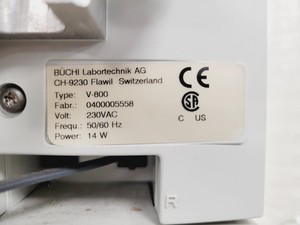 BÜCHI Labortechnik AG
CH-9230 Flawil Switzerland
Type: V-800
Fabr.: 0400005558
Volt: 230VAC
Frequ.: 50/60 Hz
Power: 14 W
CE
SA
C US
R